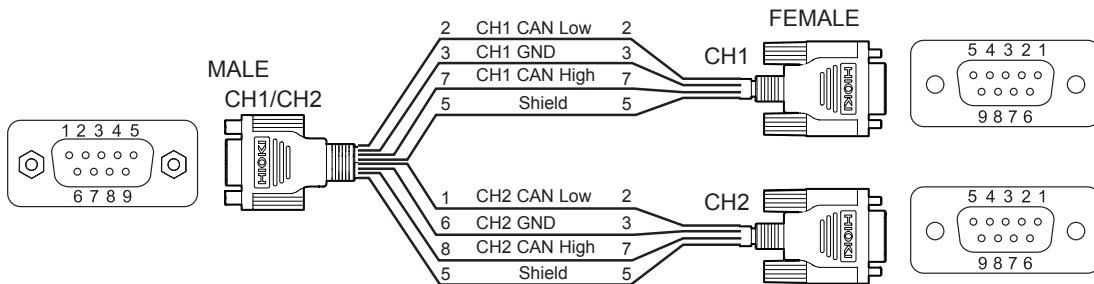 FEMALE
2 CH1 CAN Low 2
3 CH1 GND 3
7 CH1 CAN High 7
5 Shield 5
CH1
HIOKI
5 4 3 2 1
9 8 7 6
MALE
CH1/CH2
1 2 3 4 5
6 7 8 9
HIOKI
1 CH2 CAN Low 2
6 CH2 GND 3
8 CH2 CAN High 7
5 Shield 5
CH2
HIOKI
5 4 3 2 1
9 8 7 6